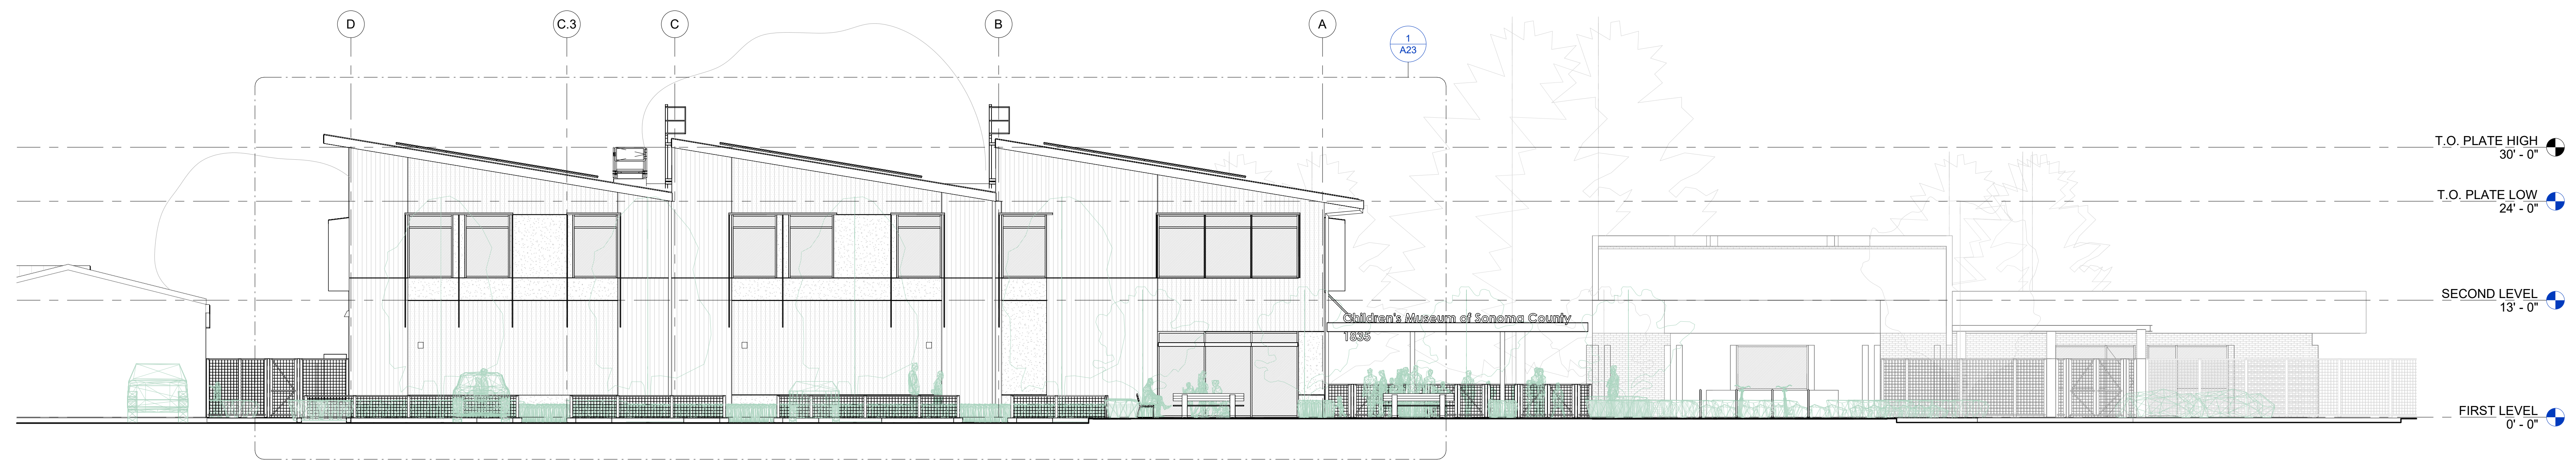 D
C.3
C
B
A
1
A23
T.O. PLATE HIGH
30' - 0"
T.O. PLATE LOW
24' - 0"
SECOND LEVEL
13' - 0"
Children's Museum of Sonoma County
1835
FIRST LEVEL
0' - 0"